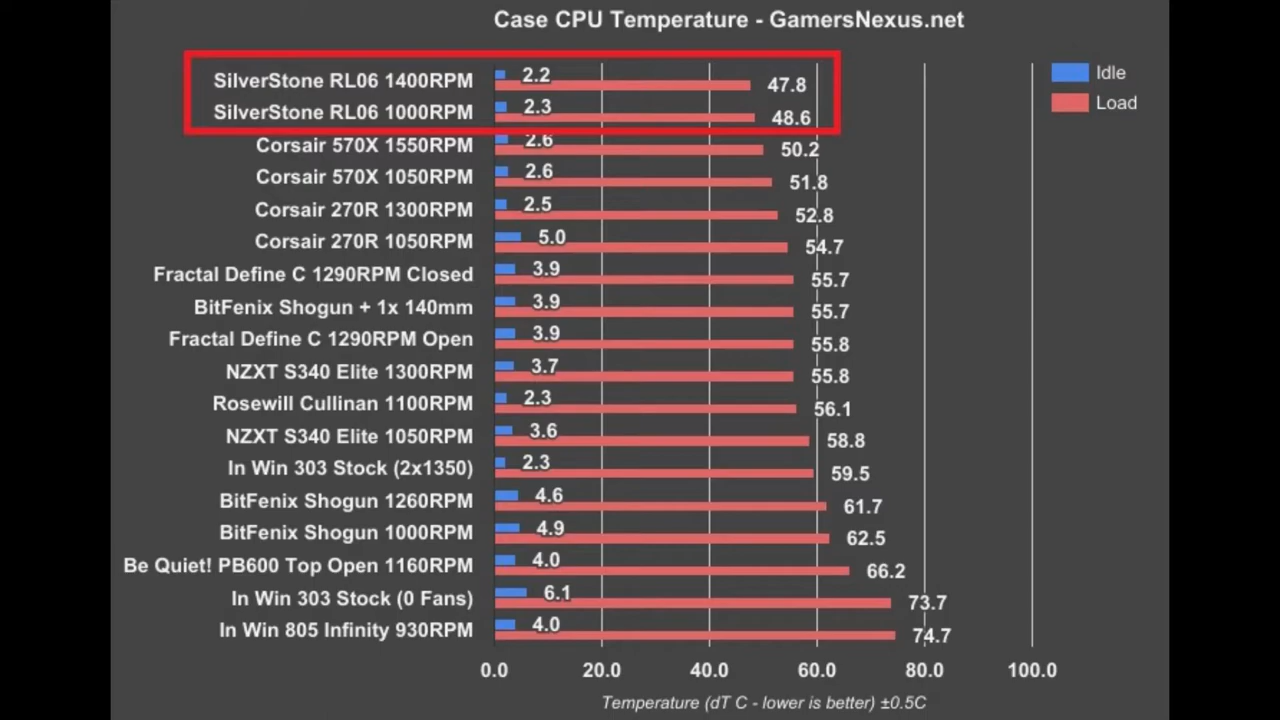 Case CPU Temperature - GamersNexus.net
Idle
Load
SilverStone RL06 1400RPM 2.2 47.8
SilverStone RL06 1000RPM 2.3 48.6
Corsair 570X 1550RPM 2.6 50.2
Corsair 570X 1050RPM 2.6 51.8
Corsair 270R 1300RPM 2.5 52.8
Corsair 270R 1050RPM 5.0 54.7
Fractal Define C 1290RPM Closed 3.9 55.7
BitFenix Shogun + 1x 140mm 3.9 55.7
Fractal Define C 1290RPM Open 3.9 55.8
NZXT S340 Elite 1300RPM 3.7 55.8
Rosewill Cullinan 1100RPM 2.3 56.1
NZXT S340 Elite 1050RPM 3.6 58.8
In Win 303 Stock (2x1350) 2.3 59.5
BitFenix Shogun 1260RPM 4.6 61.7
BitFenix Shogun 1000RPM 4.9 62.5
Be Quiet! PB600 Top Open 1160RPM 4.0 66.2
In Win 303 Stock (0 Fans) 6.1 73.7
In Win 805 Infinity 930RPM 4.0 74.7
0.0 20.0 40.0 60.0 80.0 100.0
Temperature (dT C - lower is better) ±0.5C